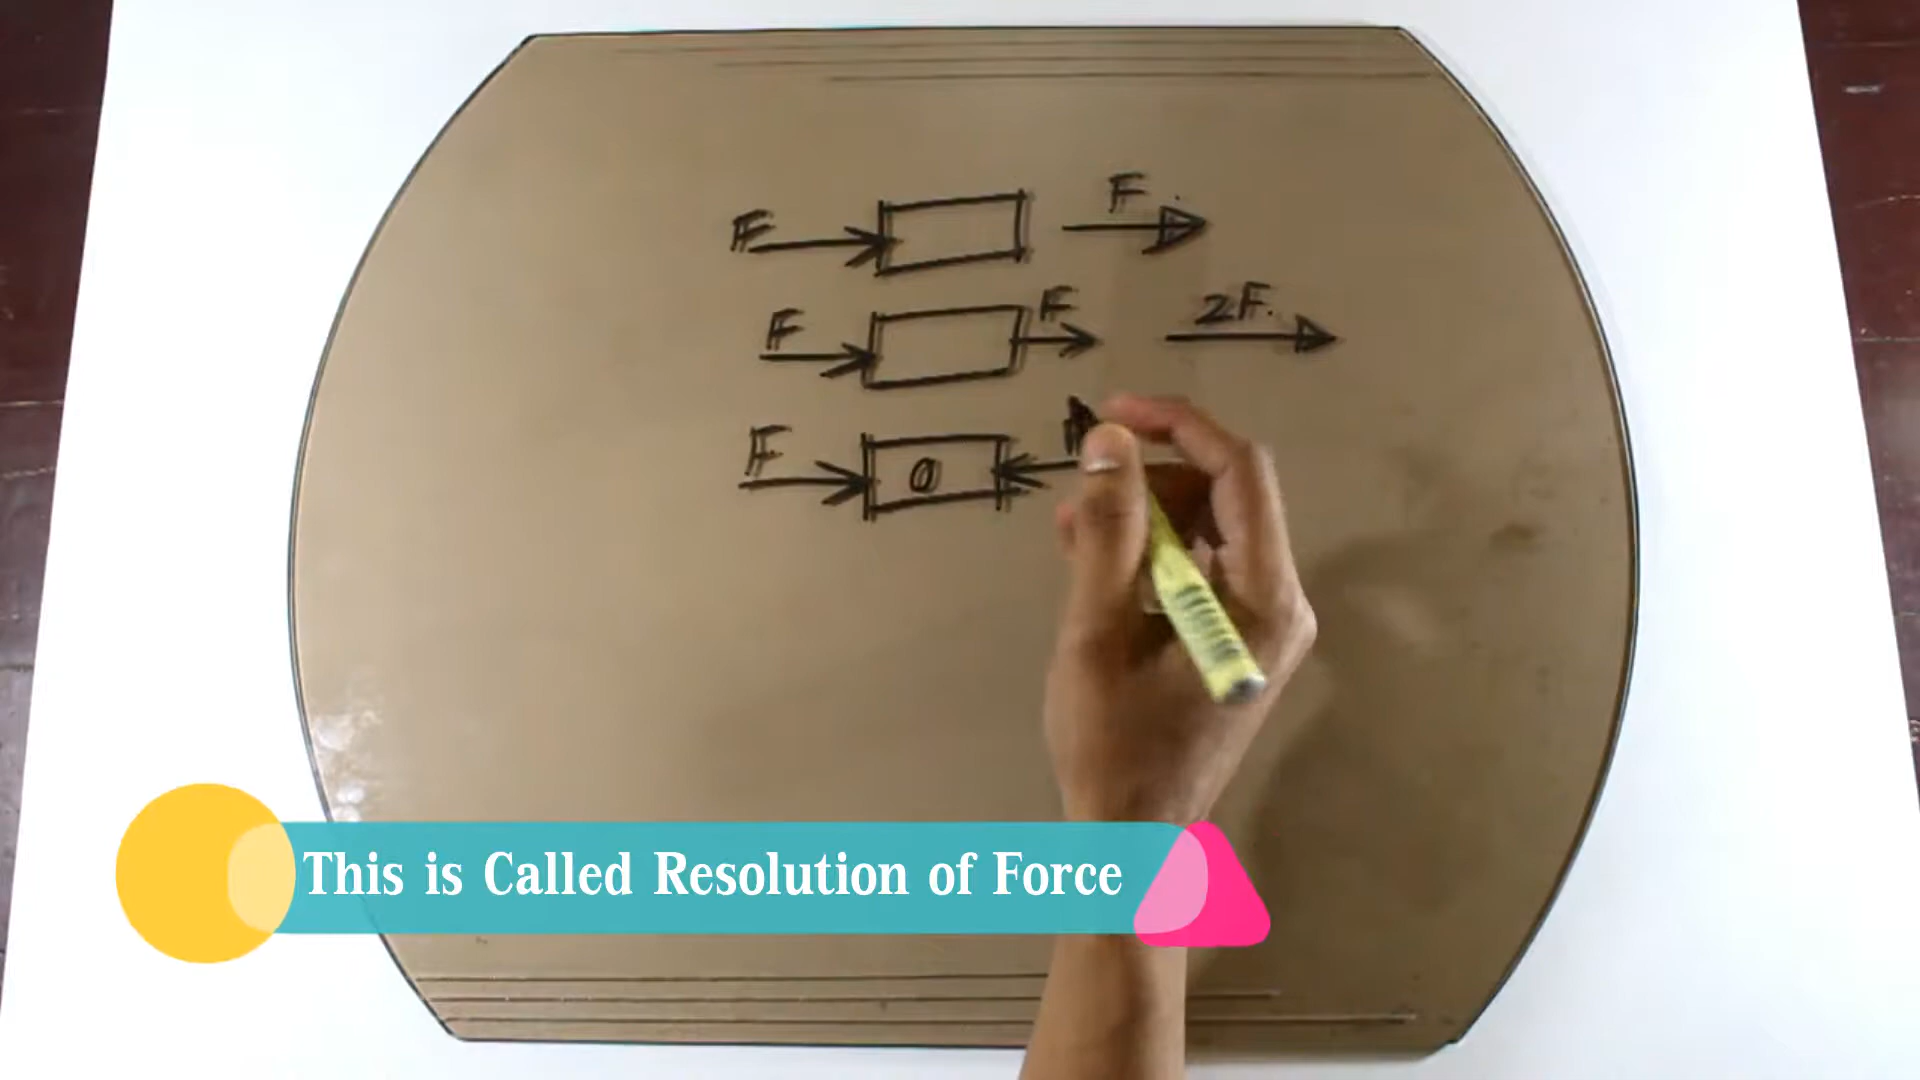 F F
F F 2F
F 0
This is Called Resolution of Force